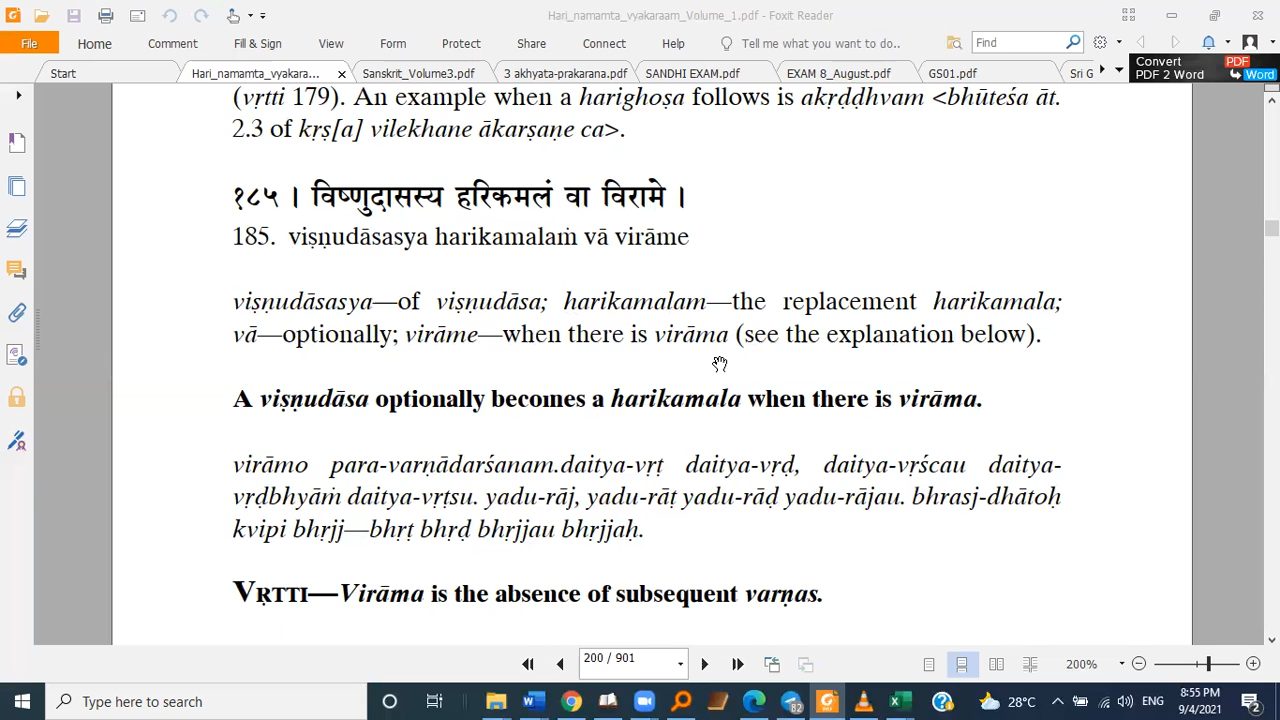 Hari_namamta_vyakaraam_Volume_1.pdf - Foxit Reader
File Home Comment Fill & Sign View Form Protect Share Connect Help Tell me what you want to do.. Find
Start Hari_namamta_vyakara... Sanskrit_Volume3.pdf 3 akhyata-prakarana.pdf SANDHI EXAM.pdf EXAM 8_August.pdf GS01.pdf Sri G
Convert PDF
PDF 2 Word Word
(vṛtti 179). An example when a harighoṣa follows is akṛḍḍhvam <bhūteśa āt.
2.3 of kṛṣ[a] vilekhane ākarṣaṇe ca>.
१८५ । विष्णुदासस्य हरिकमलं वा विरामे ।
185. viṣṇudāsasya harikamalaṁ vā virāme
viṣṇudāsasya—of viṣṇudāsa; harikamalam—the replacement harikamala;
vā—optionally; virāme—when there is virāma (see the explanation below).
A viṣṇudāsa optionally becomes a harikamala when there is virāma.
virāmo para-varṇādarśanam.daitya-vṛṭ daitya-vṛḍ, daitya-vṛścau daitya-
vṛḍbhyāṁ daitya-vṛṭsu. yadu-rāj, yadu-rāṭ yadu-rāḍ yadu-rājau. bhrasj-dhātoḥ
kvipi bhṛjj—bhṛṭ bhṛḍ bhṛjjau bhṛjjaḥ.
VṚTTI—Virāma is the absence of subsequent varṇas.
200 / 901
200%
Type here to search
82
28°C
ENG
8:55 PM
9/4/2021
2